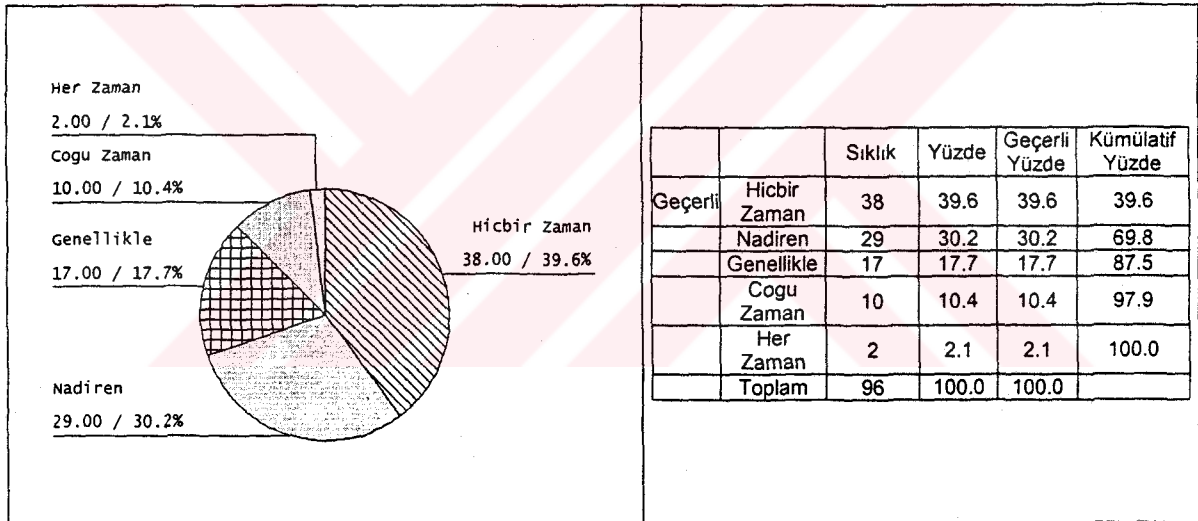 Her Zaman
2.00 / 2.1%
Cogu Zaman
10.00 / 10.4%
Genellikle
17.00 / 17.7%
Nadiren
29.00 / 30.2%
Hicbir Zaman
38.00 / 39.6%
Sıklık Yüzde Geçerli Yüzde Kümülatif Yüzde
Geçerli Hicbir Zaman 38 39.6 39.6 39.6
Nadiren 29 30.2 30.2 69.8
Genellikle 17 17.7 17.7 87.5
Cogu Zaman 10 10.4 10.4 97.9
Her Zaman 2 2.1 2.1 100.0
Toplam 96 100.0 100.0